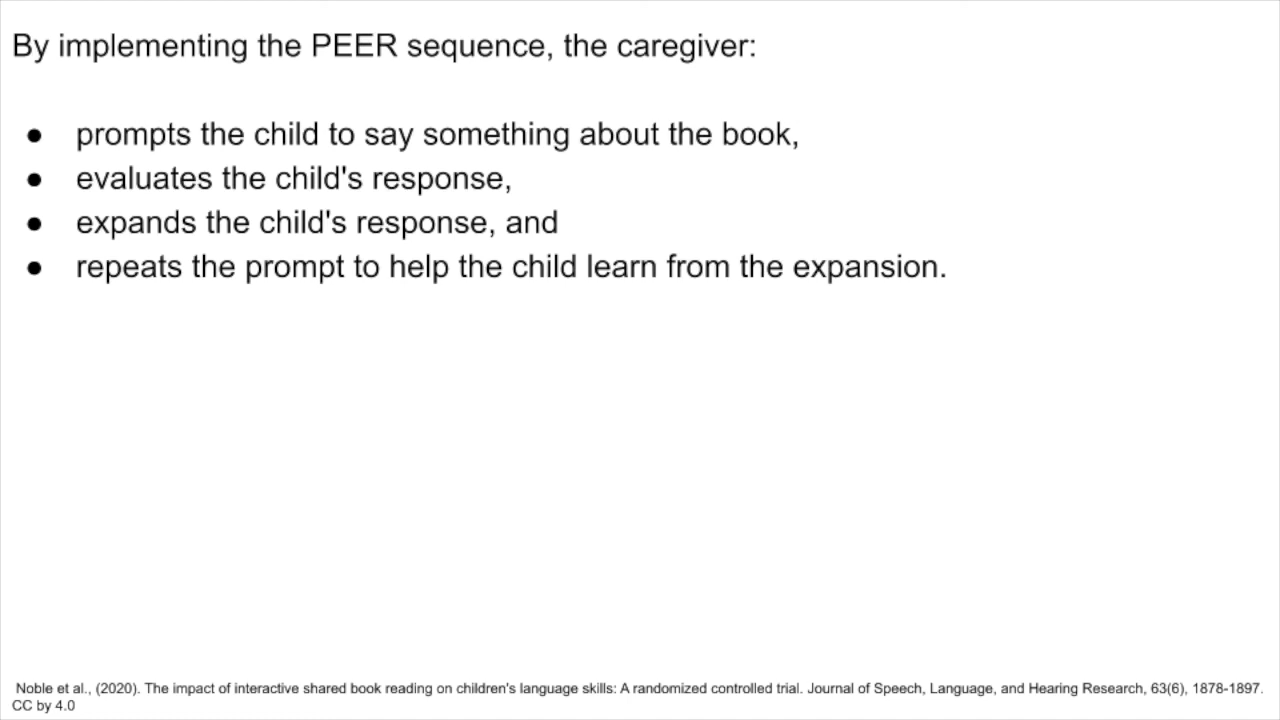 By implementing the PEER sequence, the caregiver:
● prompts the child to say something about the book,
● evaluates the child's response,
● expands the child's response, and
● repeats the prompt to help the child learn from the expansion.
Noble et al., (2020). The impact of interactive shared book reading on children's language skills: A randomized controlled trial. Journal of Speech, Language, and Hearing Research, 63(6), 1878-1897.
CC by 4.0